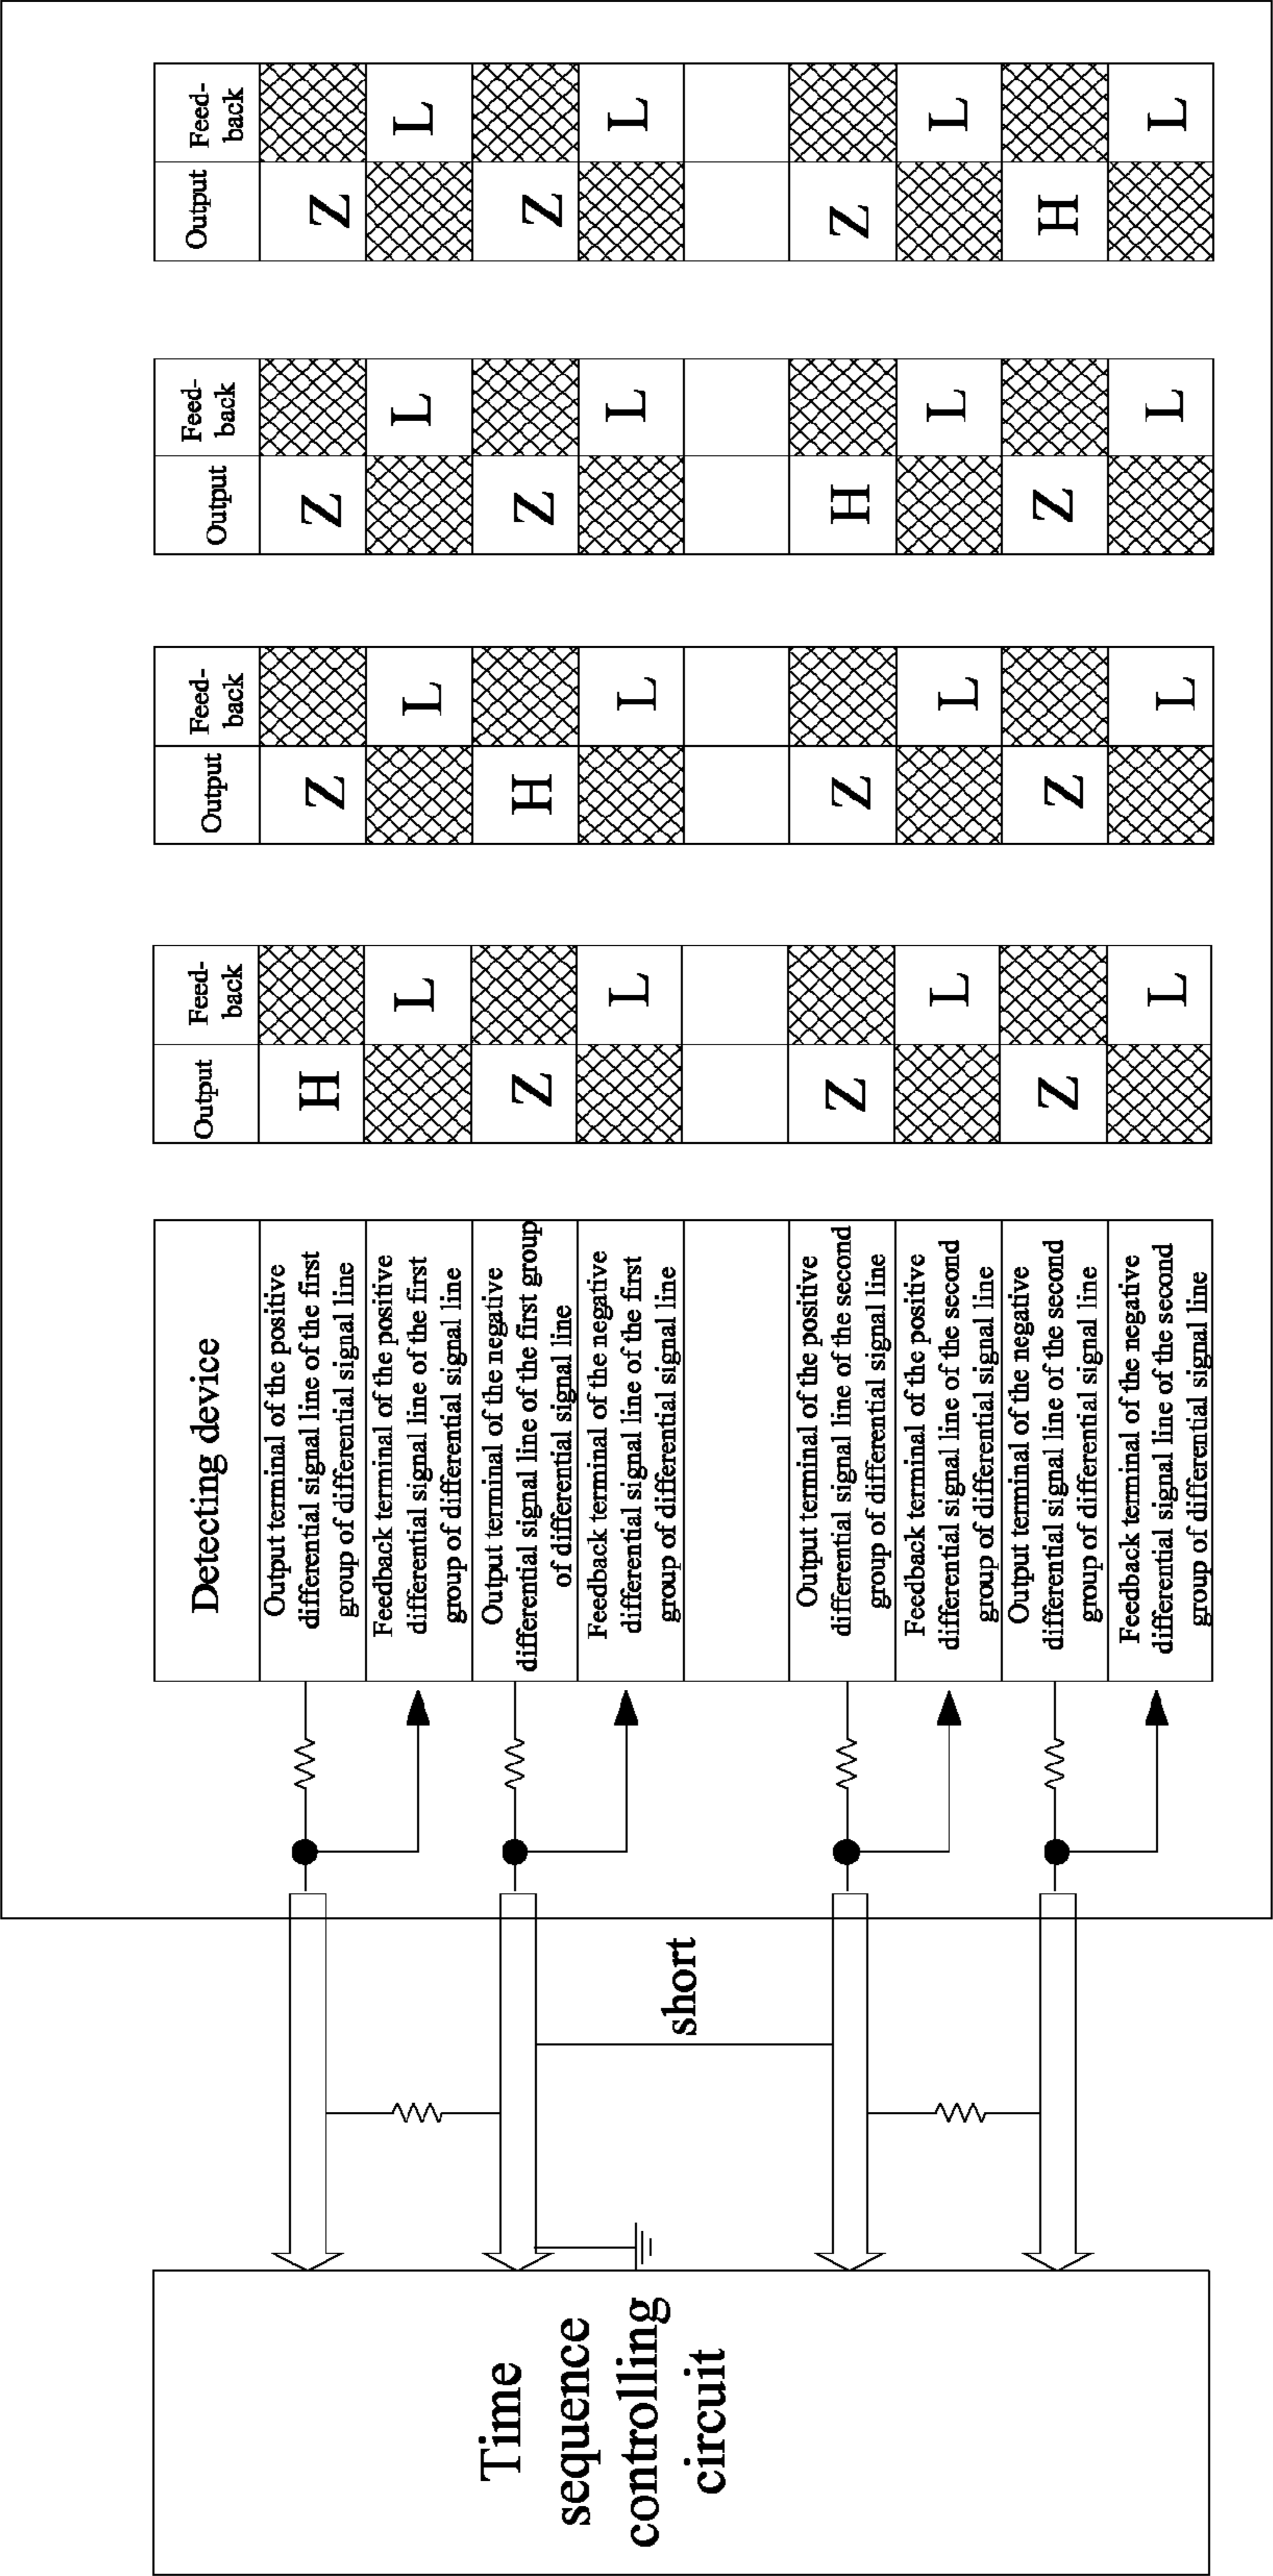 Time
sequence
controlling
circuit
short
Detecting device
Output terminal of the positive
differential signal line of the first
group of differential signal line
Feedback terminal of the positive
differential signal line of the first
group of differential signal line
Output terminal of the negative
differential signal line of the first group
of differential signal line
Feedback terminal of the negative
differential signal line of the first
group of differential signal line
Output terminal of the positive
differential signal line of the second
group of differential signal line
Feedback terminal of the positive
differential signal line of the second
group of differential signal line
Output terminal of the negative
differential signal line of the second
group of differential signal line
Feedback terminal of the negative
differential signal line of the second
group of differential signal line
Output
Feed-
back
H
L
Z
L
Z
L
Z
L
Output
Feed-
back
Z
L
H
L
Z
L
Z
L
Output
Feed-
back
Z
L
Z
L
H
L
Z
L
Output
Feed-
back
Z
L
Z
L
Z
L
H
L